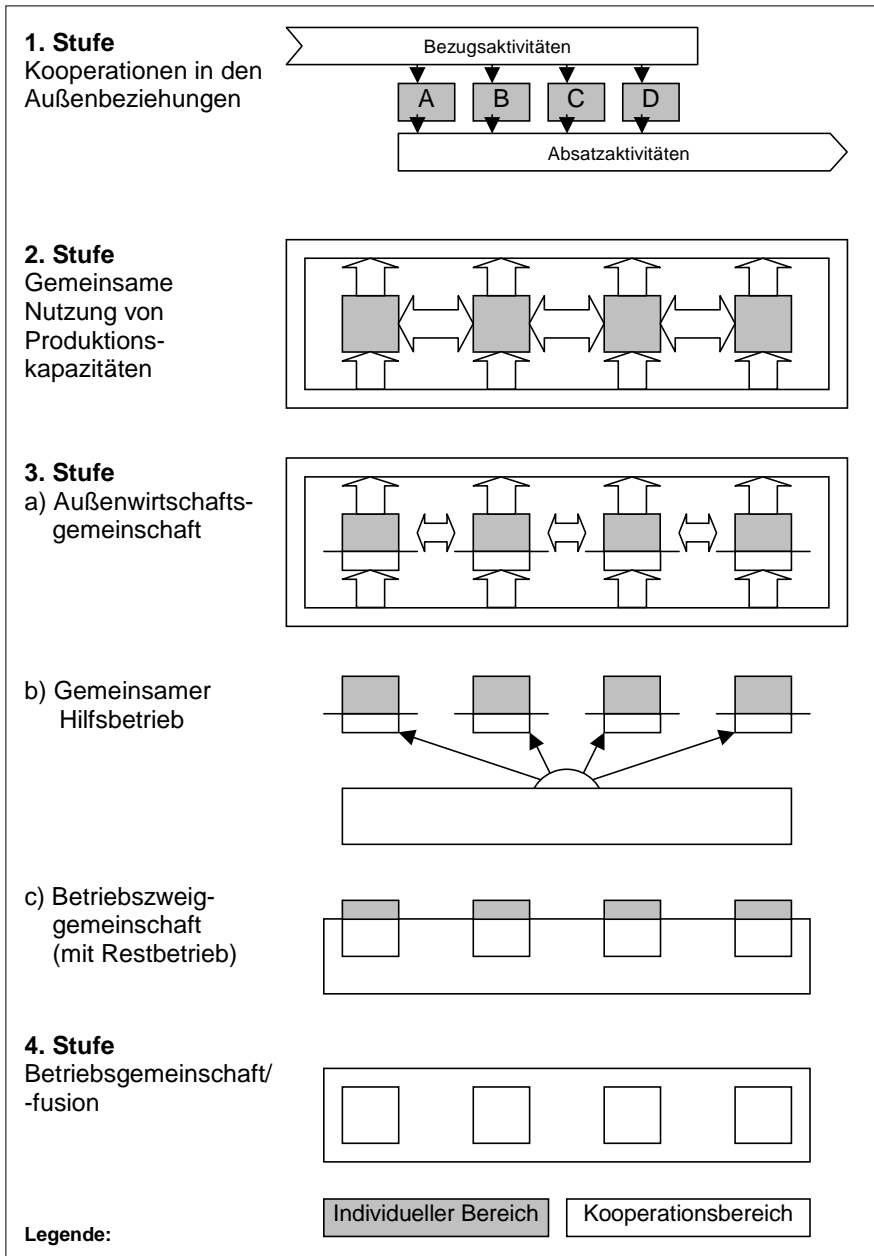 1. Stufe
Kooperationen in den
Außenbeziehungen
Bezugsaktivitäten
A B C D
Absatzaktivitäten
2. Stufe
Gemeinsame
Nutzung von
Produktions-
kapazitäten
3. Stufe
a) Außenwirtschafts-
gemeinschaft
b) Gemeinsamer
Hilfsbetrieb
c) Betriebszweig-
gemeinschaft
(mit Restbetrieb)
4. Stufe
Betriebsgemeinschaft/
-fusion
Legende:
Individueller Bereich
Kooperationsbereich